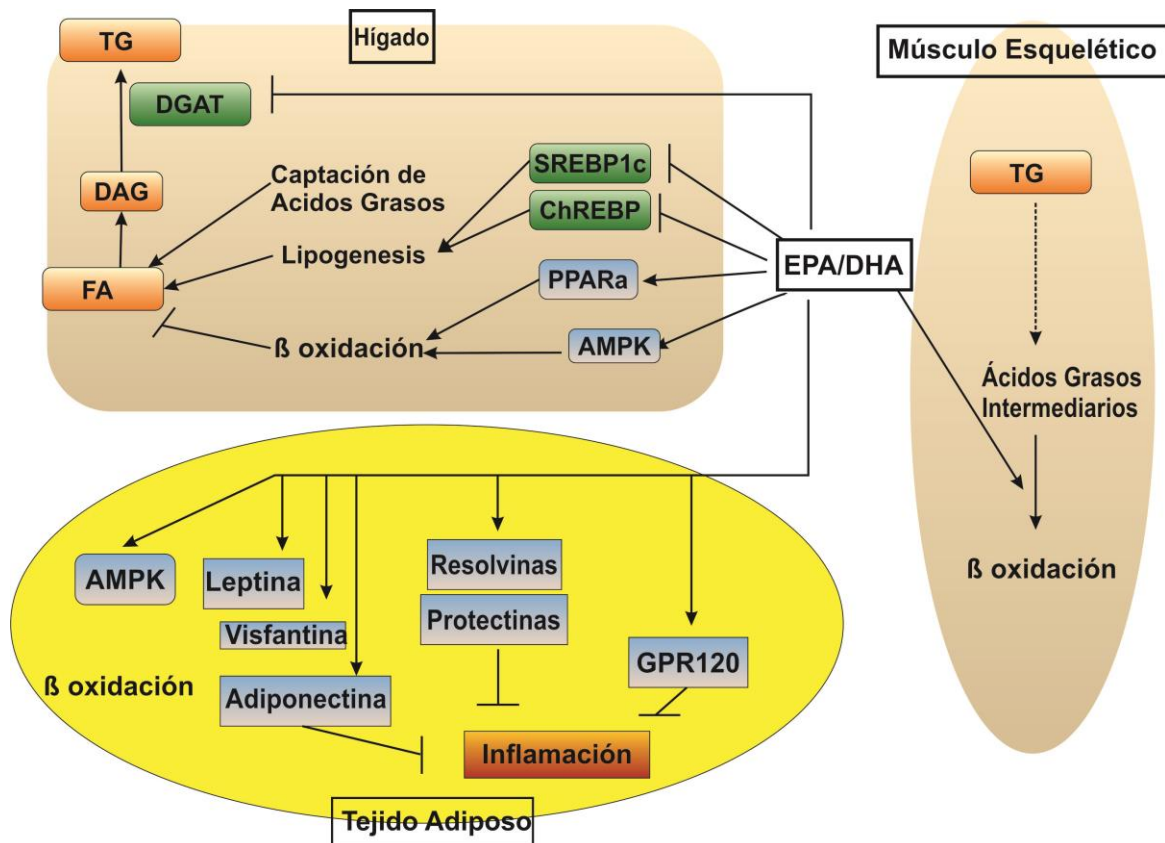 TG
Hígado
Músculo Esquelético
DGAT
SREBP1c
TG
Captación de
Acidos Grasos
DAG
ChREBP
Lipogenesis
EPA/DHA
FA
PPARa
ß oxidación
AMPK
Ácidos Grasos
Intermediarios
AMPK
Leptina
Resolvinas
ß oxidación
Visfantina
Protectinas
GPR120
ß oxidación
Adiponectina
Inflamación
Tejido Adiposo